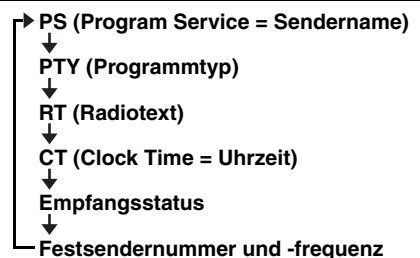 PS (Program Service = Sendername)
PTY (Programmtyp)
RT (Radiotext)
CT (Clock Time = Uhrzeit)
Empfangsstatus
Festsendernummer und -frequenz